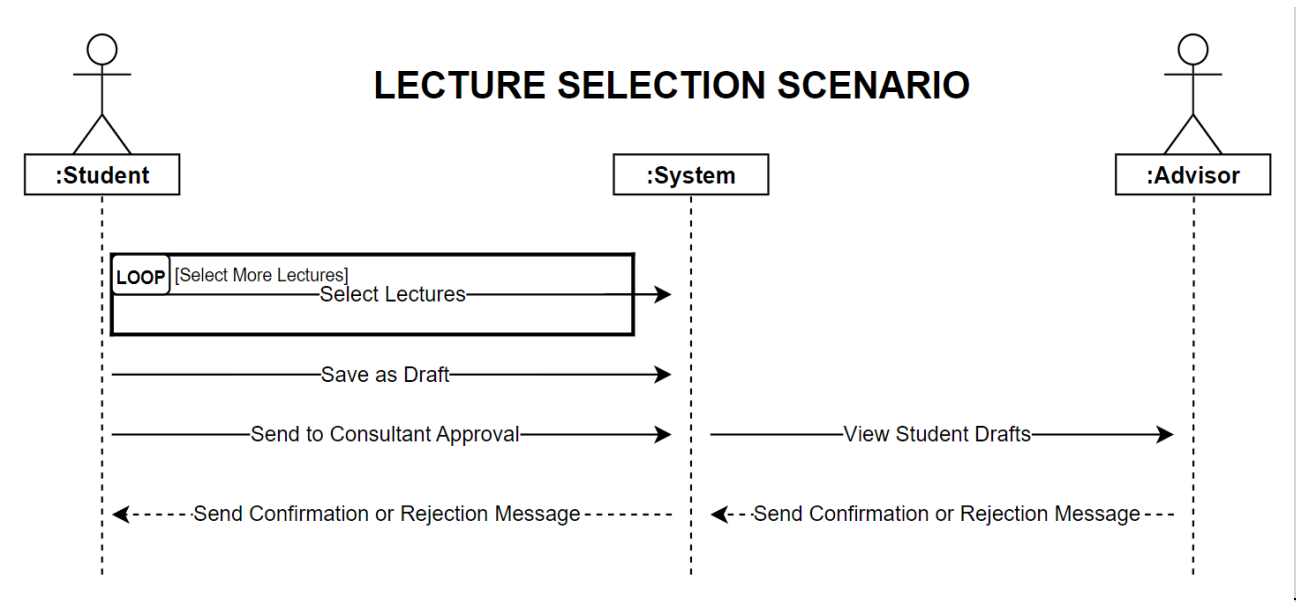 LECTURE SELECTION SCENARIO
:Student
:System
:Advisor
LOOP [Select More Lectures]
Select Lectures
Save as Draft
Send to Consultant Approval
View Student Drafts
Send Confirmation or Rejection Message
Send Confirmation or Rejection Message